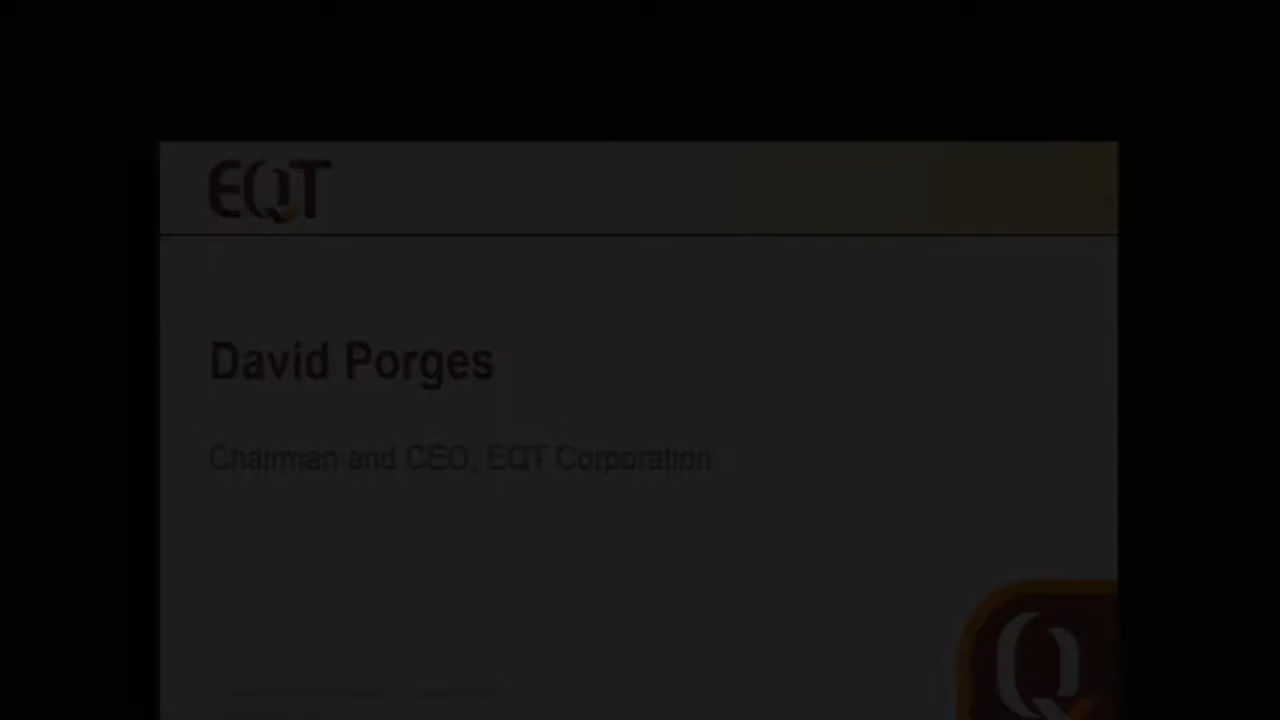 EQT
David Porges
Chairman and CEO, EQT Corporation
Q